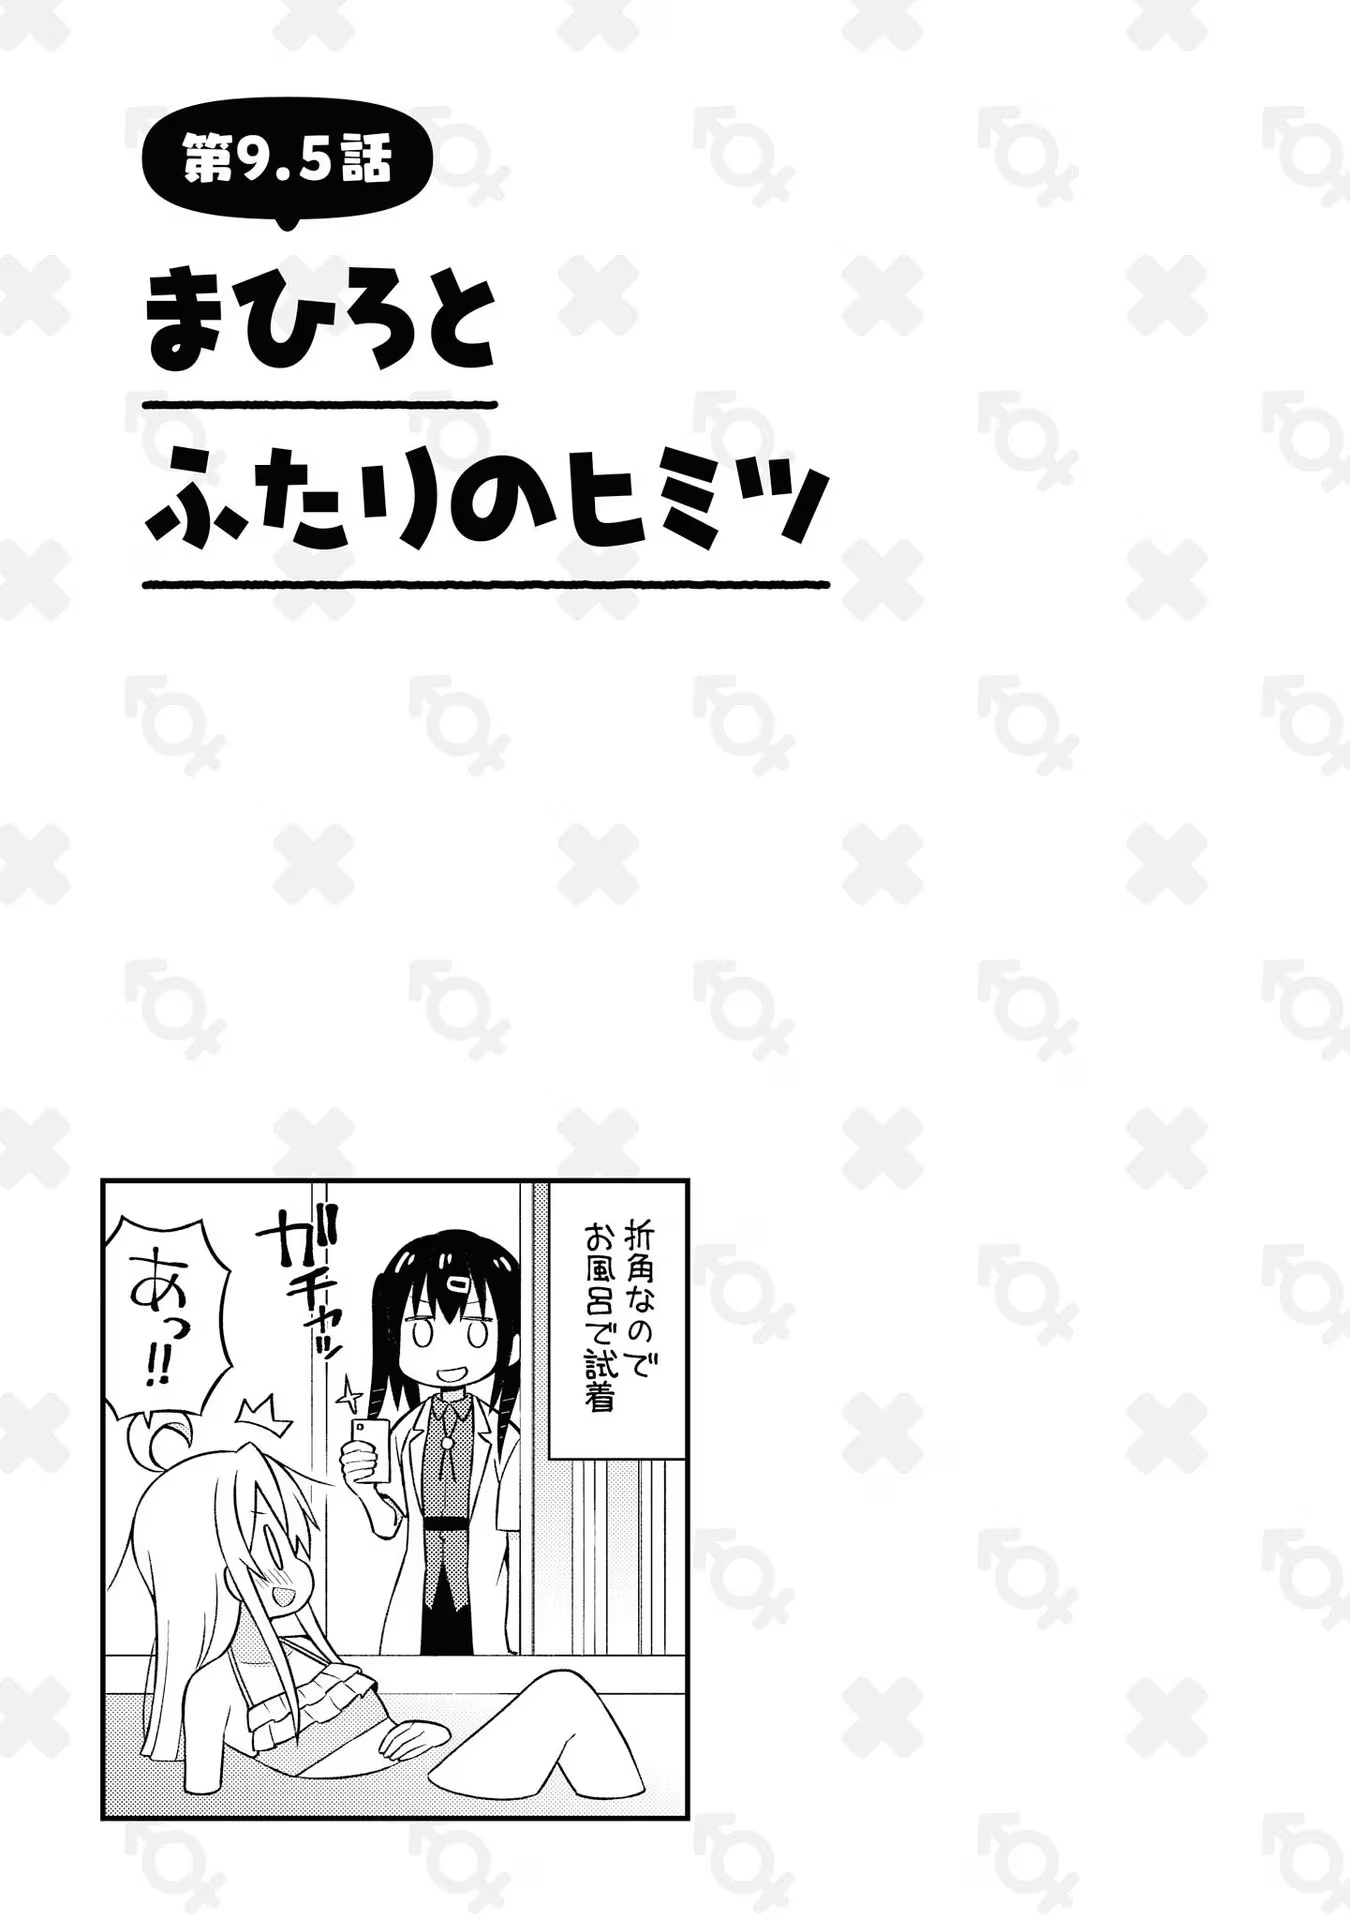 第9.5話
まひろと
ふたりのヒミツ
折角なので
お風呂で試着
ガチャッ
あっ!!